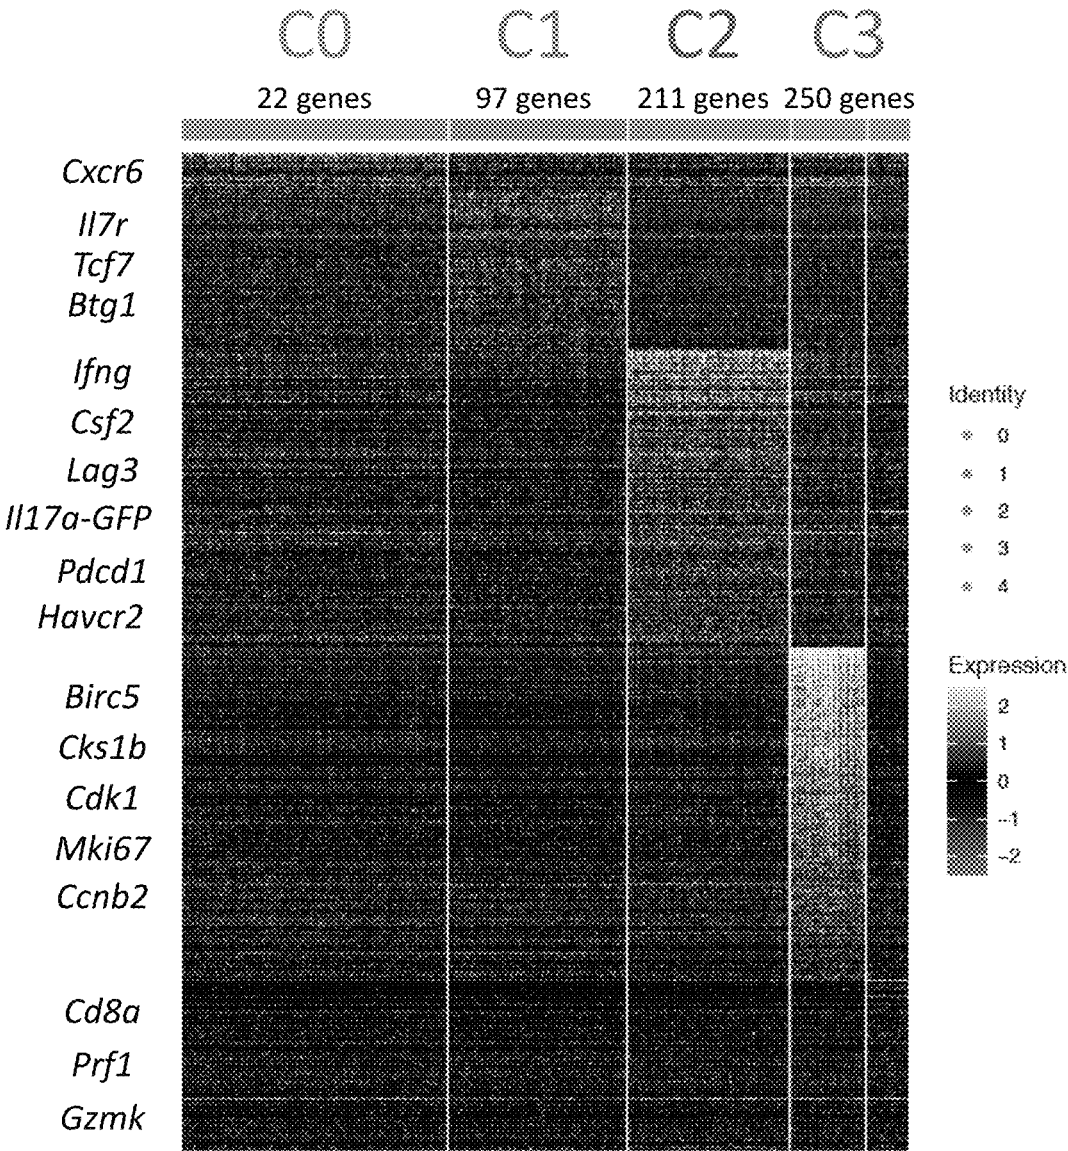 C0 C1 C2 C3
22 genes 97 genes 211 genes 250 genes
Cxcr6
Il7r
Tcf7
Btg1
Ifng
Csf2
Lag3
Il17a-GFP
Pdcd1
Havcr2
Birc5
Cks1b
Cdk1
Mki67
Ccnb2
Cd8a
Prf1
Gzmk
Identity
0
1
2
3
4
Expression
2
1
0
-1
-2